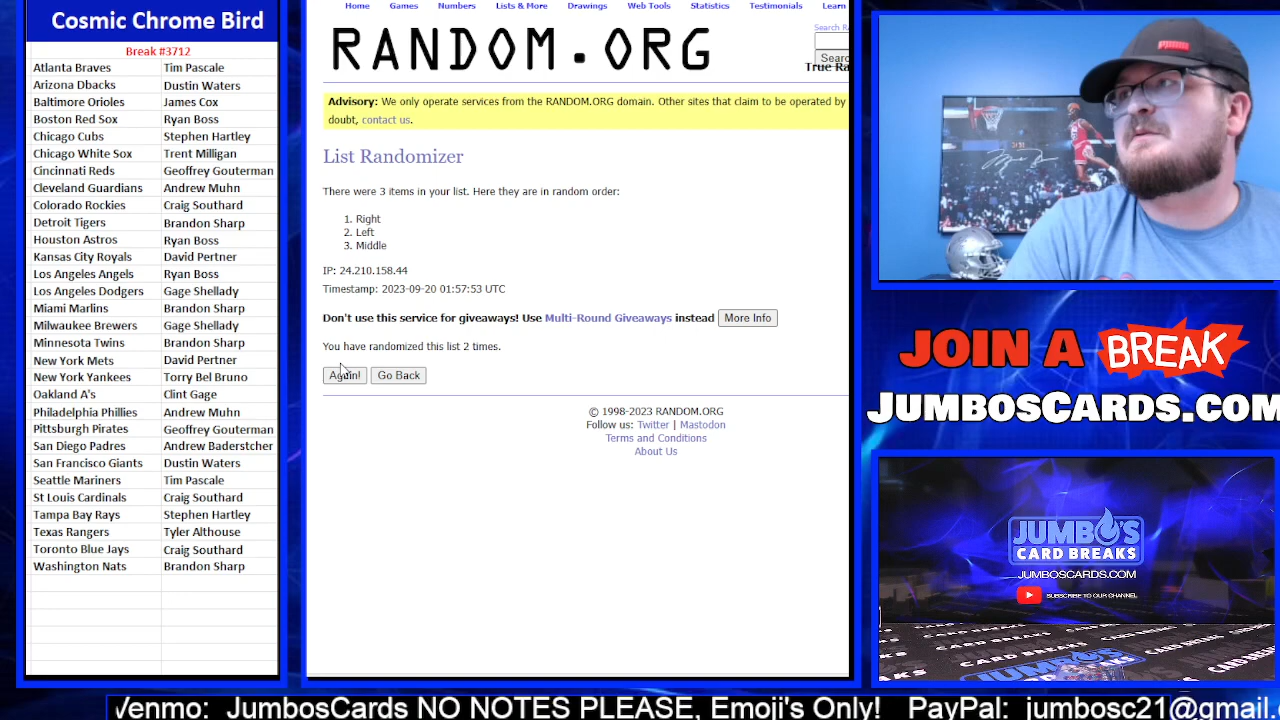 Cosmic Chrome Bird
Break #3712
Atlanta Braves Tim Pascale
Arizona Dbacks Dustin Waters
Baltimore Orioles James Cox
Boston Red Sox Ryan Boss
Chicago Cubs Stephen Hartley
Chicago White Sox Trent Milligan
Cincinnati Reds Geoffrey Gouterman
Cleveland Guardians Andrew Muhn
Colorado Rockies Craig Southard
Detroit Tigers Brandon Sharp
Houston Astros Ryan Boss
Kansas City Royals David Pertner
Los Angeles Angels Ryan Boss
Los Angeles Dodgers Gage Shellady
Miami Marlins Brandon Sharp
Milwaukee Brewers Gage Shellady
Minnesota Twins Brandon Sharp
New York Mets David Pertner
New York Yankees Torry Bel Bruno
Oakland A's Clint Gage
Philadelphia Phillies Andrew Muhn
Pittsburgh Pirates Geoffrey Gouterman
San Diego Padres Andrew Baderstcher
San Francisco Giants Dustin Waters
Seattle Mariners Tim Pascale
St Louis Cardinals Craig Southard
Tampa Bay Rays Stephen Hartley
Texas Rangers Tyler Althouse
Toronto Blue Jays Craig Southard
Washington Nats Brandon Sharp
Home Games Numbers Lists & More Drawings Web Tools Statistics Testimonials Learn
RANDOM.ORG
Search R
Searc
True Ra
Advisory: We only operate services from the RANDOM.ORG domain. Other sites that claim to be operated by
doubt, contact us.
List Randomizer
There were 3 items in your list. Here they are in random order:
1. Right
2. Left
3. Middle
IP: 24.210.158.44
Timestamp: 2023-09-20 01:57:53 UTC
Don't use this service for giveaways! Use Multi-Round Giveaways instead More Info
You have randomized this list 2 times.
Again! Go Back
© 1998-2023 RANDOM.ORG
Follow us: Twitter | Mastodon
Terms and Conditions
About Us
JOIN A BREAK
JUMBOSCARDS.COM
JUMBO'S
CARD BREAKS
JUMBOSCARDS.COM
SUBSCRIBE TO OUR CHANNEL
Venmo: JumbosCards NO NOTES PLEASE, Emoji's Only! PayPal: jumbosc21@gmail.c